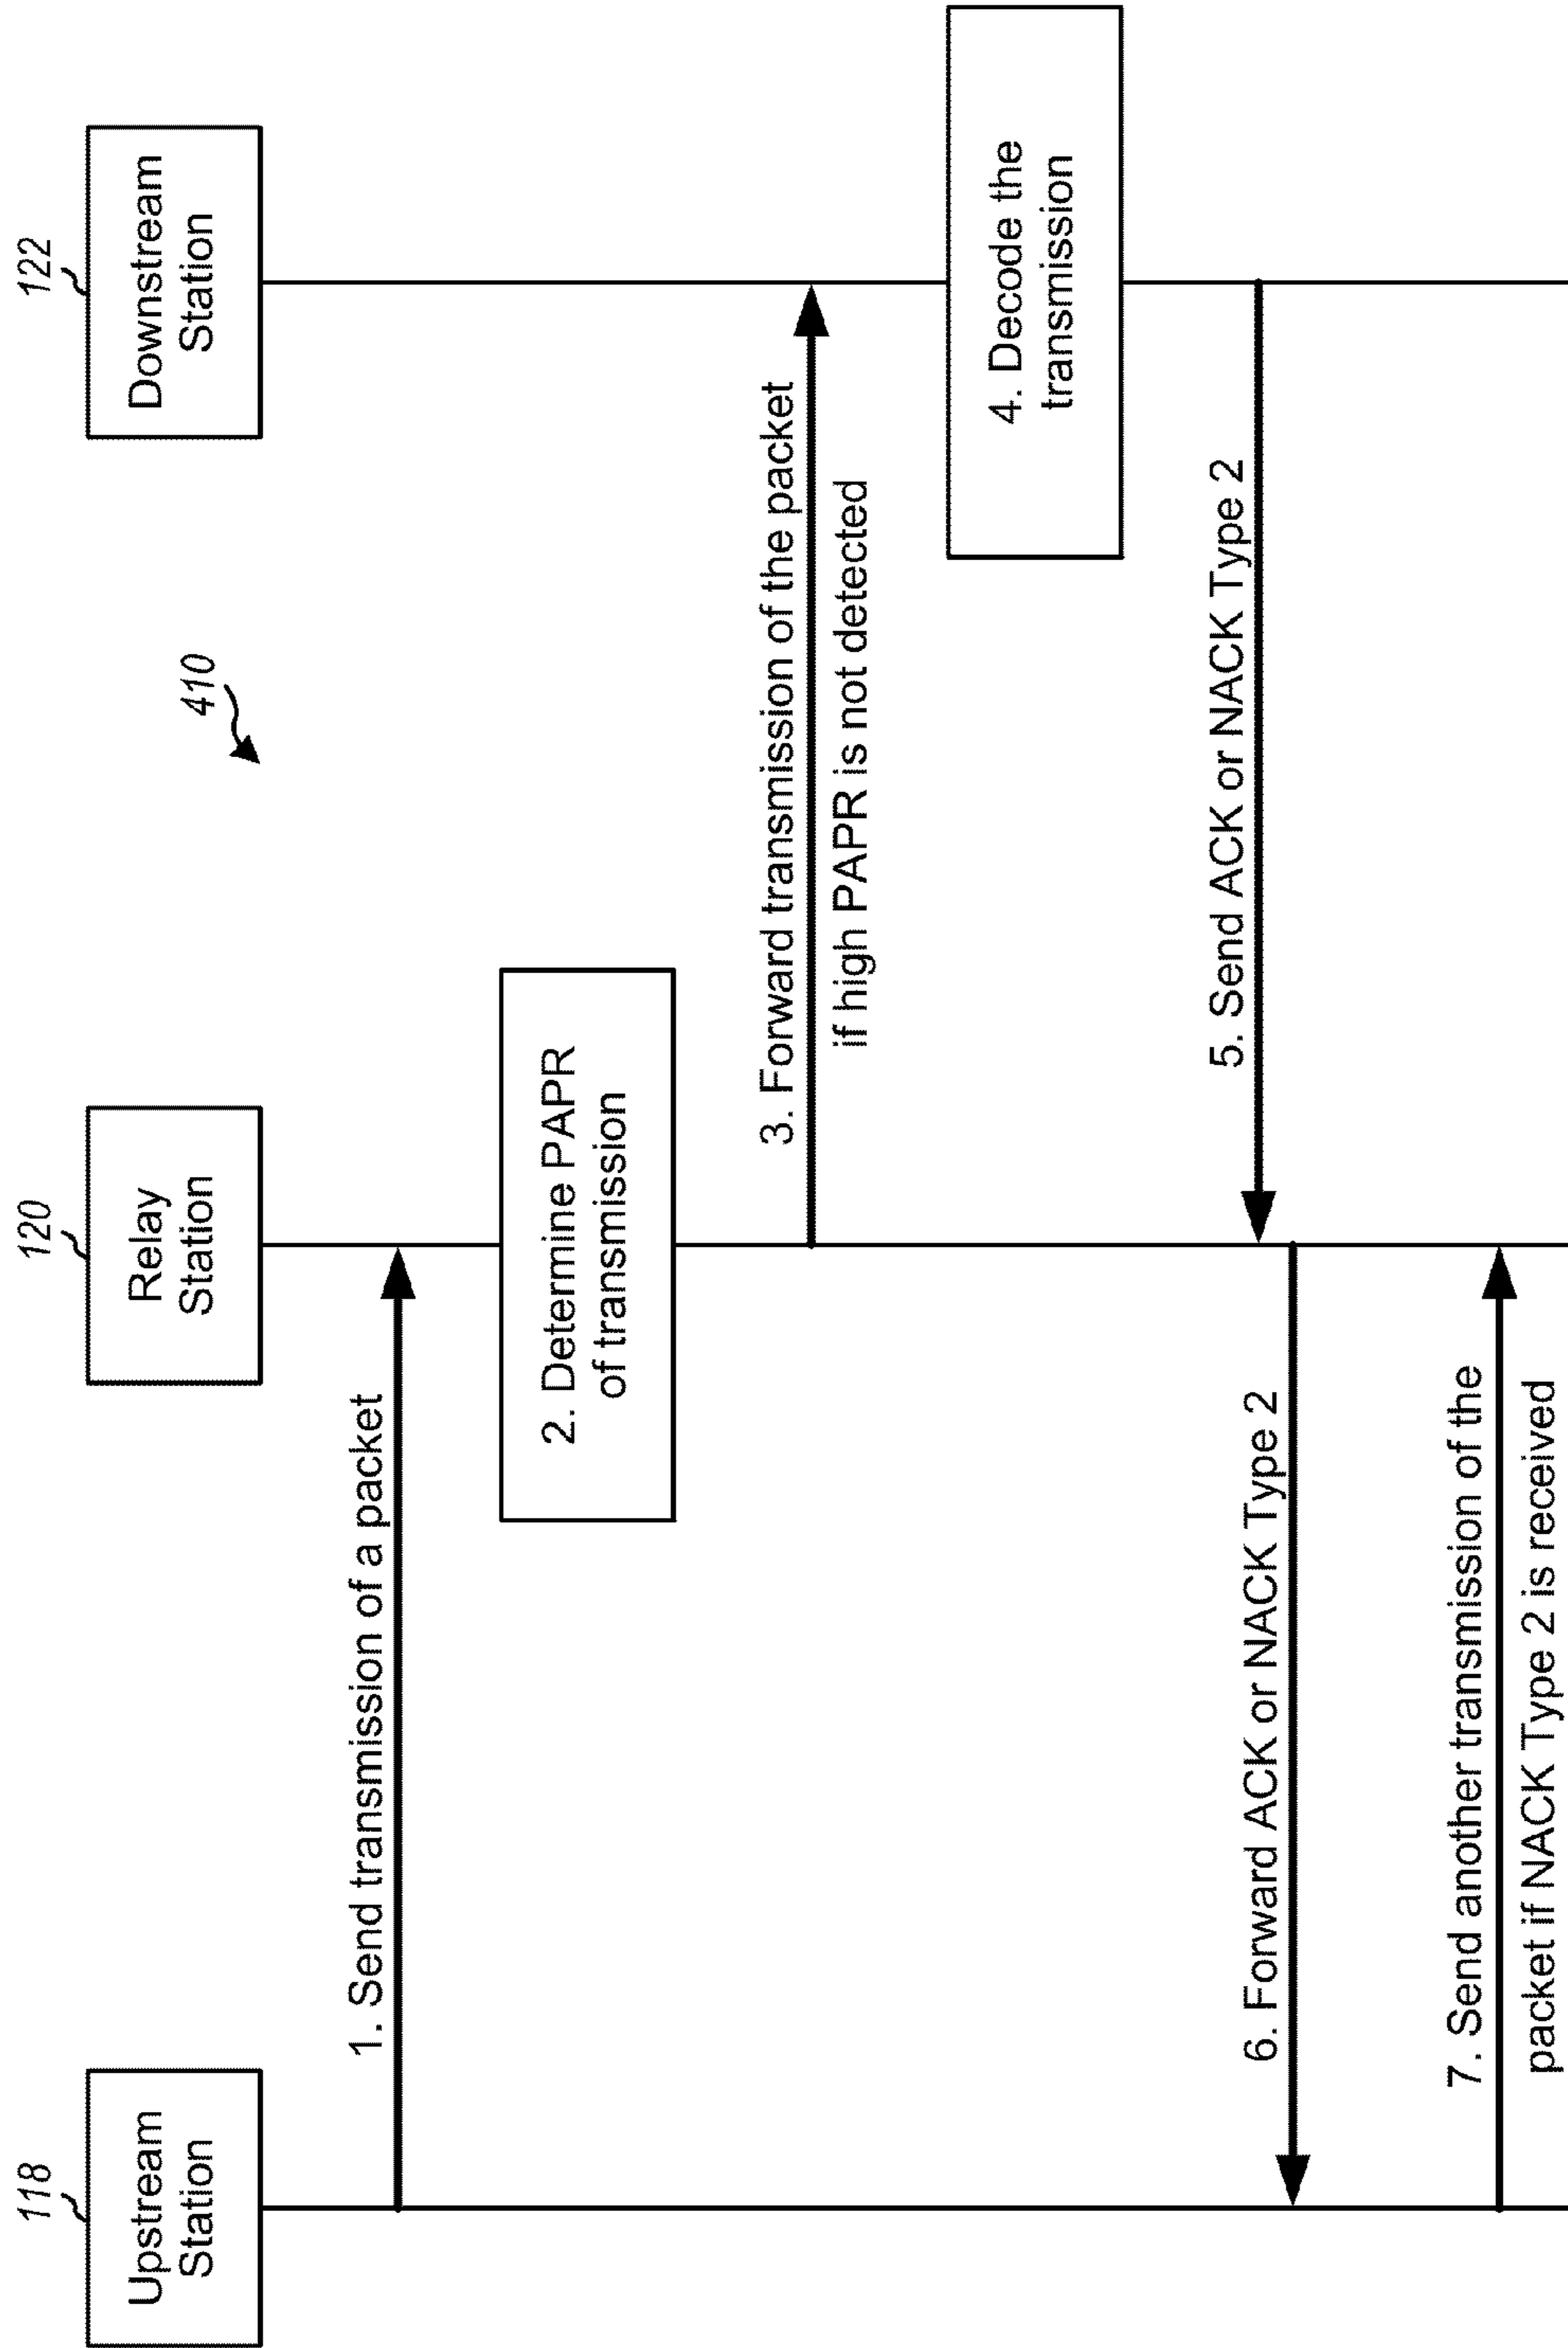 118
Upstream
Station
120
Relay
Station
122
Downstream
Station
410
1. Send transmission of a packet
2. Determine PAPR
of transmission
3. Forward transmission of the packet
if high PAPR is not detected
4. Decode the
transmission
5. Send ACK or NACK Type 2
6. Forward ACK or NACK Type 2
7. Send another transmission of the
packet if NACK Type 2 is received